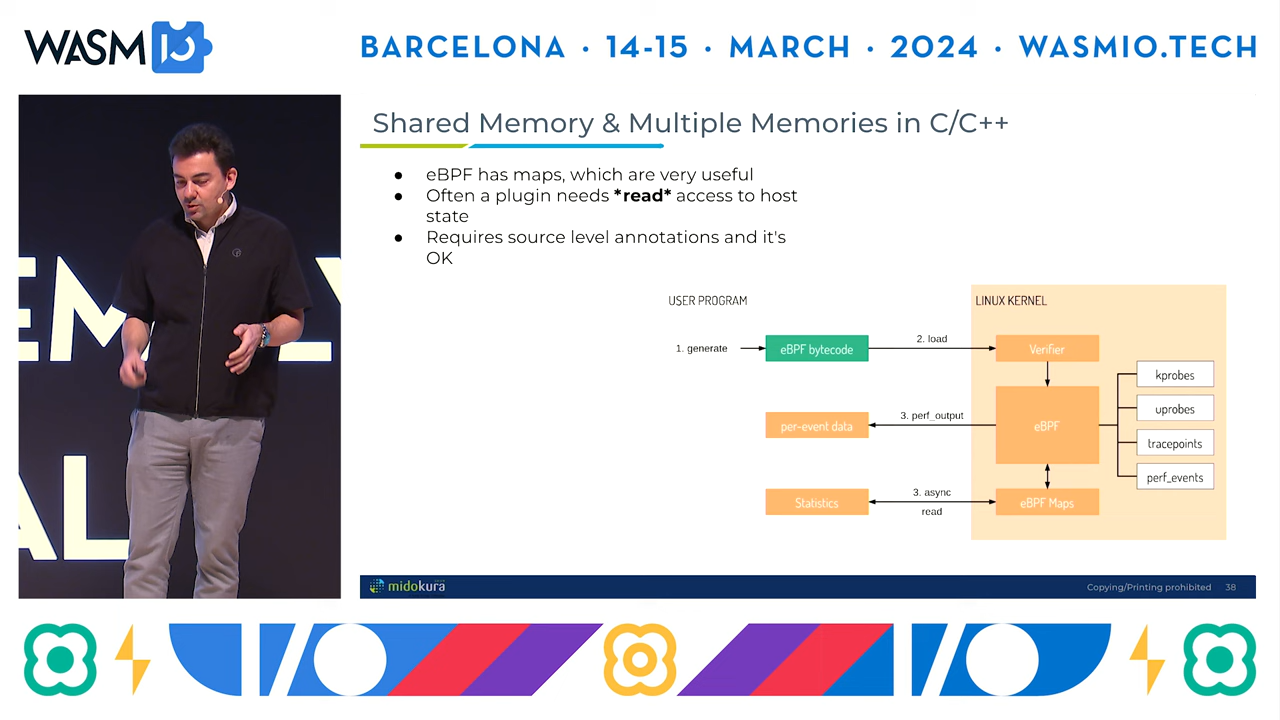 WASM IO
BARCELONA · 14-15 · MARCH · 2024 · WASMIO.TECH
Shared Memory & Multiple Memories in C/C++
● eBPF has maps, which are very useful
● Often a plugin needs *read* access to host
state
● Requires source level annotations and it's
OK
USER PROGRAM
LINUX KERNEL
1. generate
eBPF bytecode
2. load
Verifier
kprobes
uprobes
per-event data
3. perf_output
eBPF
tracepoints
perf_events
Statistics
3. async
read
eBPF Maps
midokura
Copying/Printing prohibited 38
EM LY
AL
I/O
I/O